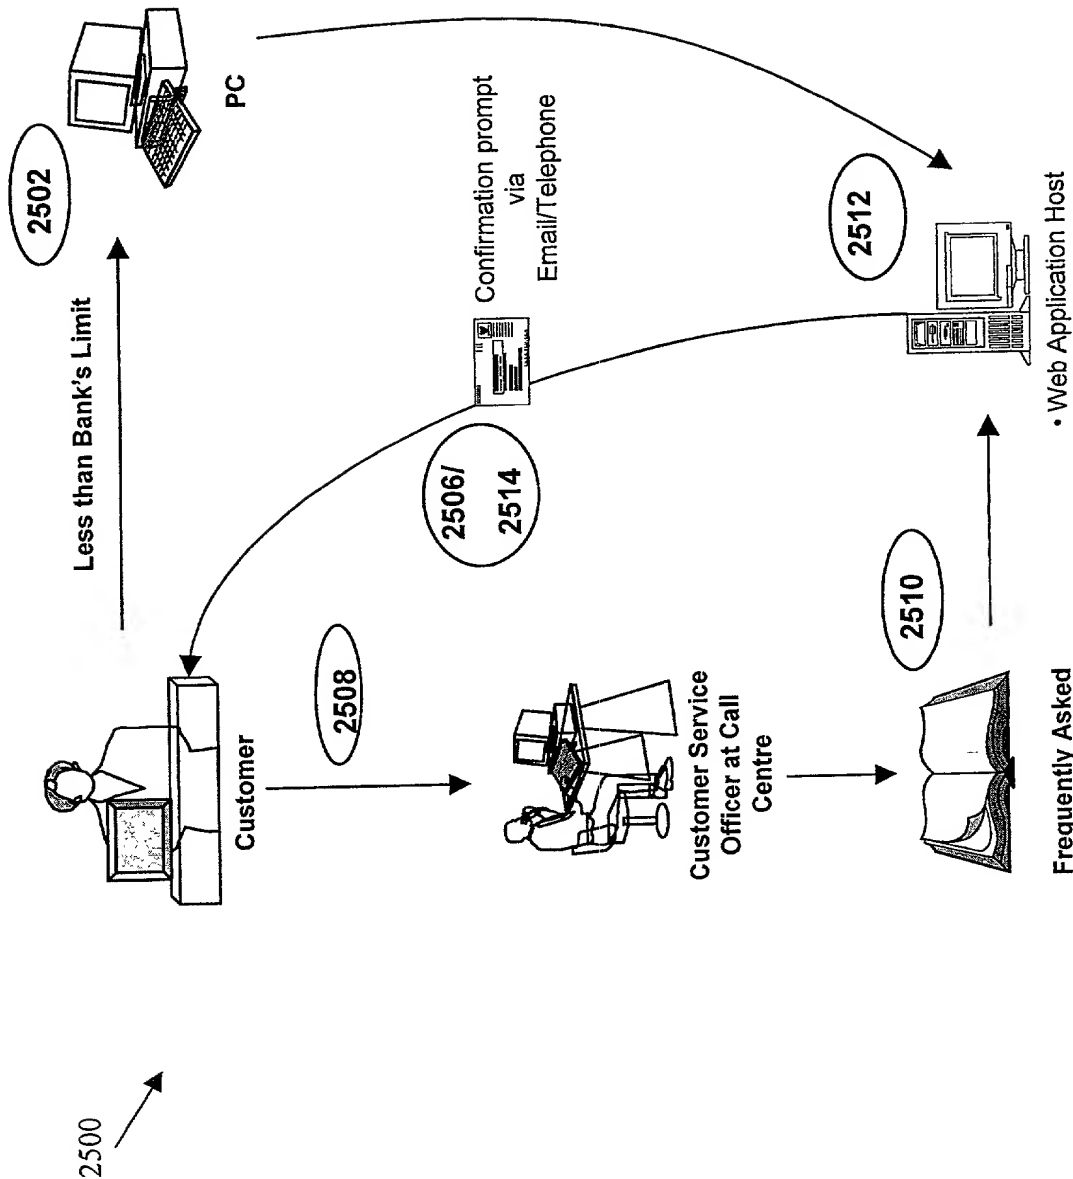 2500
Customer
Less than Bank's Limit
2502
PC
2508
2506/
2514
Confirmation prompt
via
Email/Telephone
Customer Service
Officer at Call
Centre
2510
2512
Frequently Asked
• Web Application Host